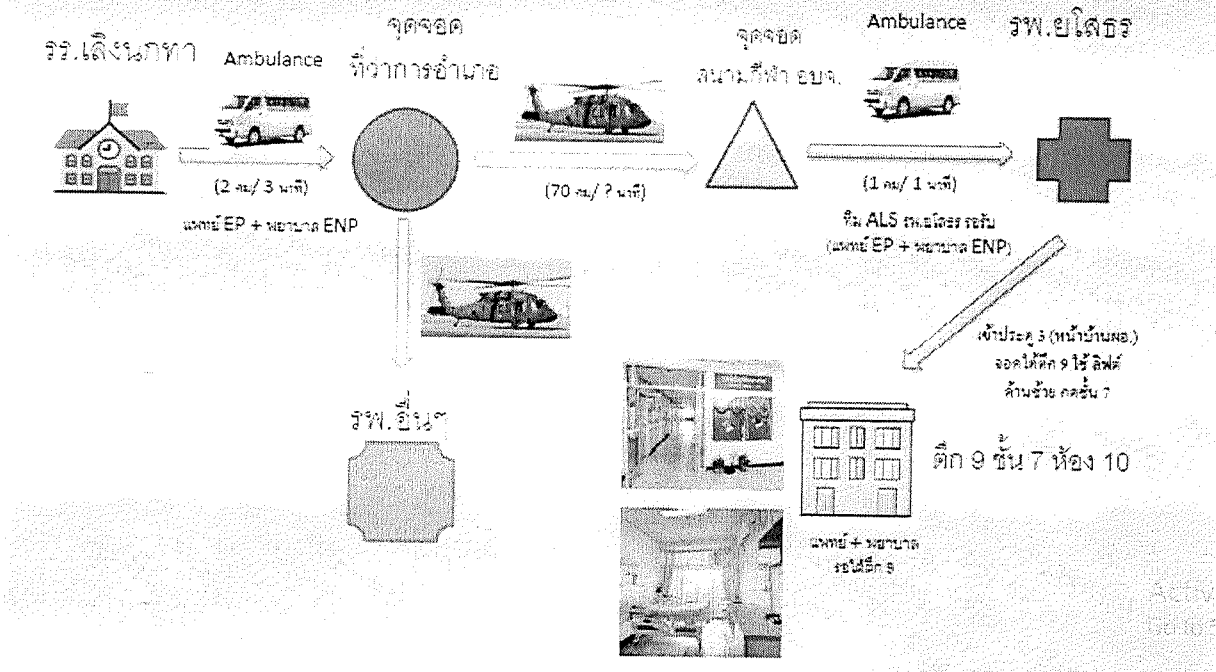 รร.เลิงนกทา
Ambulance
(2 กม/ 3 นาที)
แพทย์ EP + พยาบาล ENP
จุดจอด
ที่ว่าการอำเภอ
(70 กม/ ? นาที)
จุดจอด
สนามกีฬา อบจ.
Ambulance
(1 กม/ 1 นาที)
ทีม ALS รพ.ยโสธร รอรับ
(แพทย์ EP + พยาบาล ENP)
รพ.ยโสธร
เข้าประตู 3 (หน้าบ้านผอ.)
จอดใต้ตึก 9 ใช้ ลิฟต์
ด้านซ้าย กดชั้น 7
รพ.อื่นๆ
ตึก 9 ชั้น 7 ห้อง 10
แพทย์ + พยาบาล
รอใต้ตึก 9